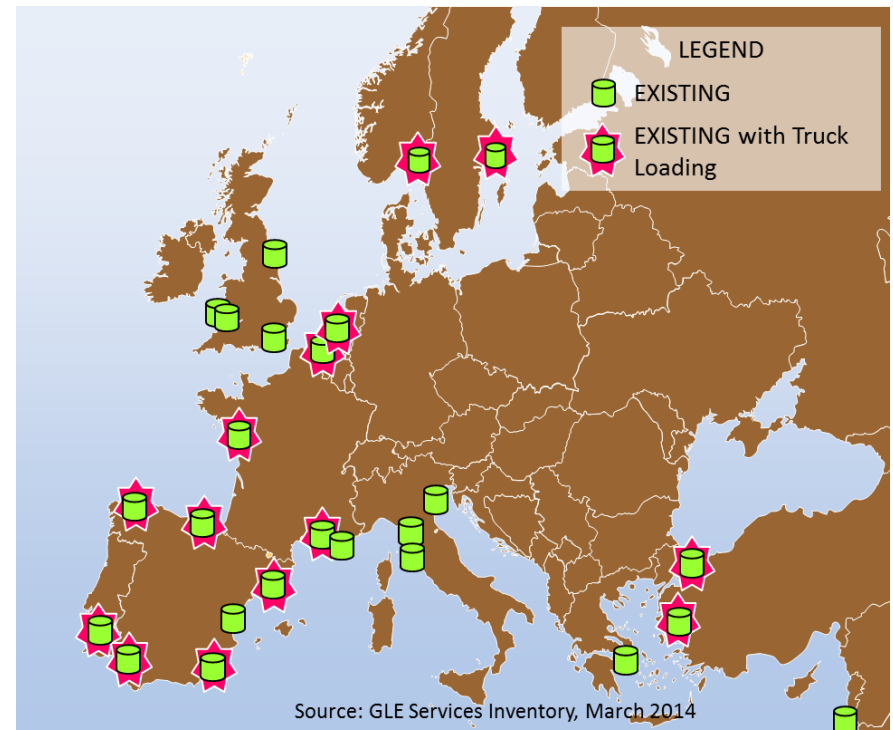 LEGEND
EXISTING
EXISTING with Truck
Loading
Source: GLE Services Inventory, March 2014